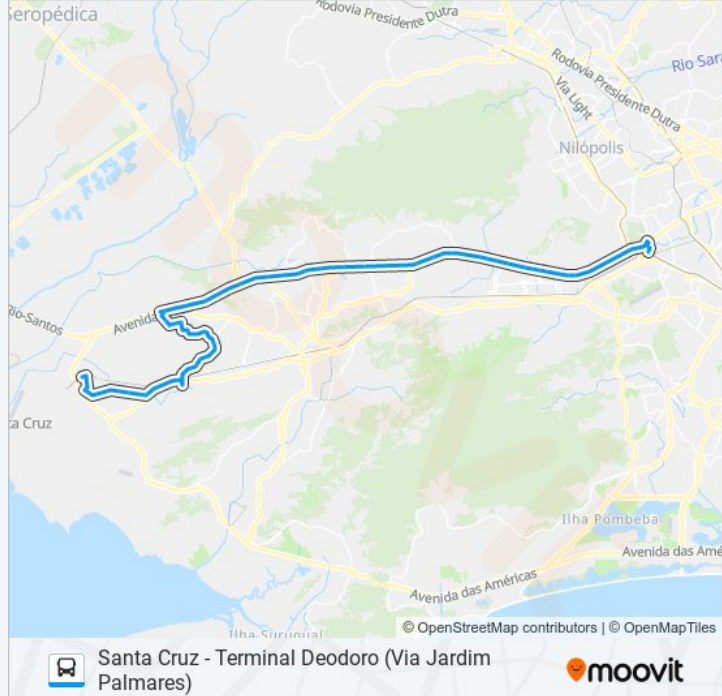 Seropédica
Rodovia Presidente Dutra
Rodovia Presidente Dutra
Rio Sara
Via Light
Nilópolis
Rio-Santos
Avenida
ta Cruz
Ilha Pombeba
Avenida das Amé
Avenida das Américas
© OpenStreetMap contributors | © OpenMapTiles
Ilha Suruquaí
Santa Cruz - Terminal Deodoro (Via Jardim
Palmares)
moovit